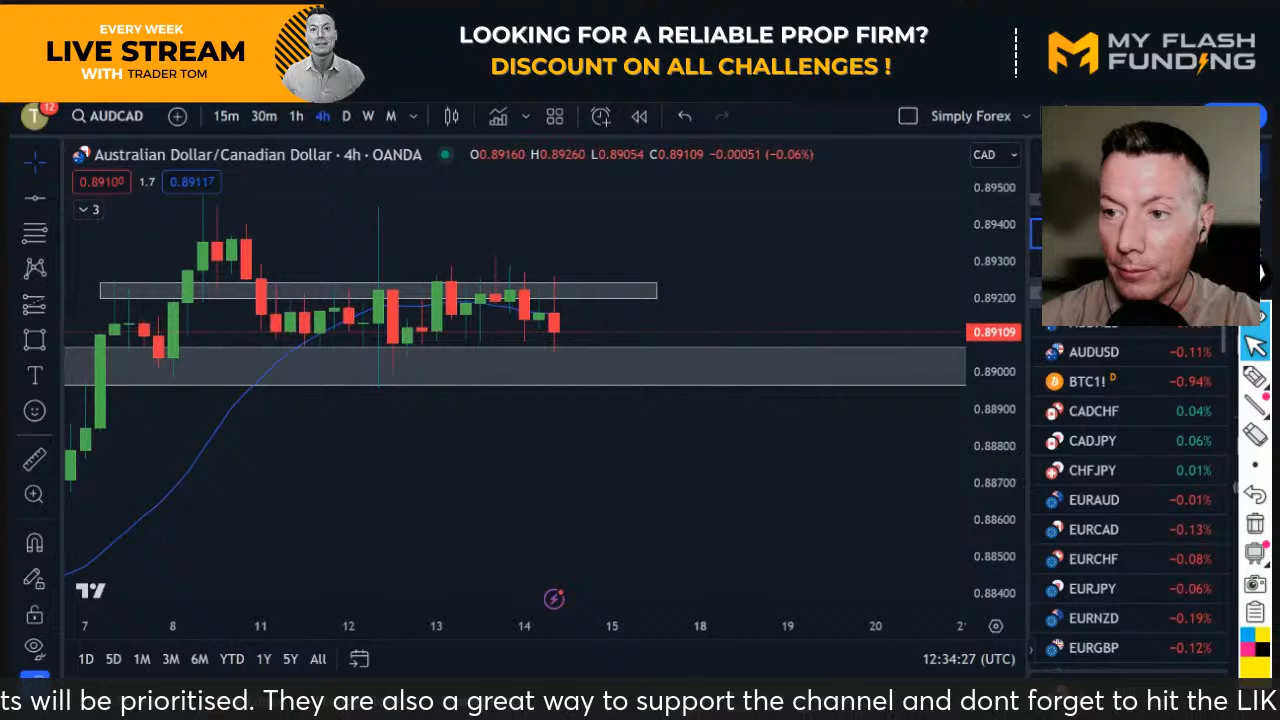 EVERY WEEK
LIVE STREAM
WITH TRADER TOM
LOOKING FOR A RELIABLE PROP FIRM?
DISCOUNT ON ALL CHALLENGES !
MY FLASH
FUNDING
T 12
AUDCAD
15m 30m 1h 4h D W M
Simply Forex
Australian Dollar/Canadian Dollar · 4h · OANDA
O0.89160 H0.89260 L0.89054 C0.89109 −0.00051 (−0.06%)
CAD
0.89100 1.7 0.89117
3
0.89500
0.89400
0.89300
0.89200
0.89109
0.89000
0.88900
0.88800
0.88700
0.88600
0.88500
0.88400
AUDUSD −0.11%
BTC1! D −0.94%
CADCHF 0.04%
CADJPY 0.06%
CHFJPY 0.01%
EURAUD −0.01%
EURCAD −0.13%
EURCHF −0.08%
EURJPY −0.06%
EURNZD −0.19%
EURGBP −0.12%
7 8 11 12 13 14 15 18 19 20
1D 5D 1M 3M 6M YTD 1Y 5Y All
12:34:27 (UTC)
ts will be prioritised. They are also a great way to support the channel and dont forget to hit the LIK